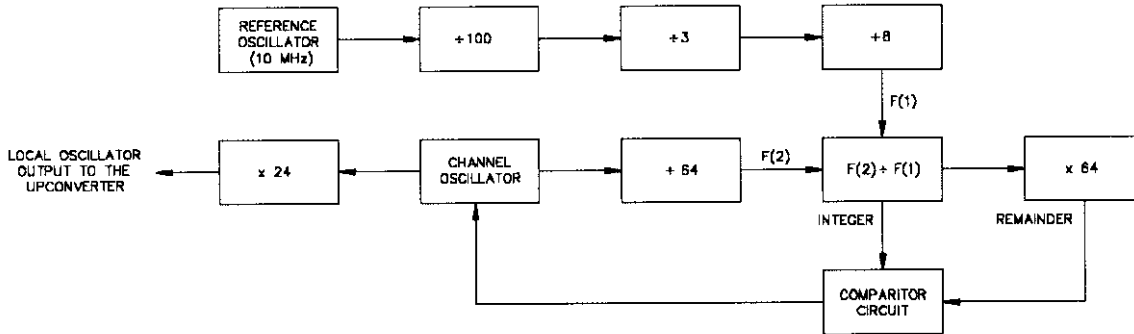 REFERENCE
OSCILLATOR
(10 MHz)
÷100
÷3
÷8
F(1)
LOCAL OSCILLATOR
OUTPUT TO THE
UPCONVERTER
x 24
CHANNEL
OSCILLATOR
÷ 64
F(2)
F(2)÷ F(1)
x 64
INTEGER
REMAINDER
COMPARITOR
CIRCUIT